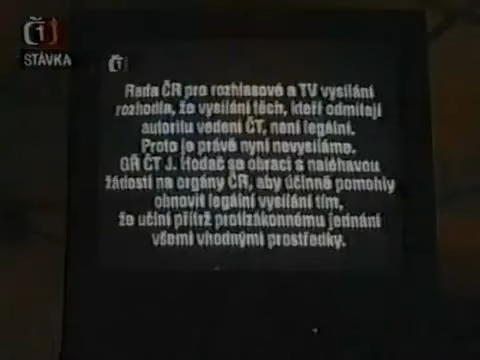 Č1
STÁVKA
Č1
Rada ČR pro rozhlasové a TV vysílání
rozhodla, že vysílání těch, kteří odmítají
autoritu vedení ČT, není legální.
Proto je právě nyní nevysíláme.
GŘ ČT J. Hodač se obrací s naléhavou
žádostí na orgány ČR, aby účinně pomohly
obnovit legální vysílání tím,
že učiní přítrž protizákonnému jednání
všemi vhodnými prostředky.